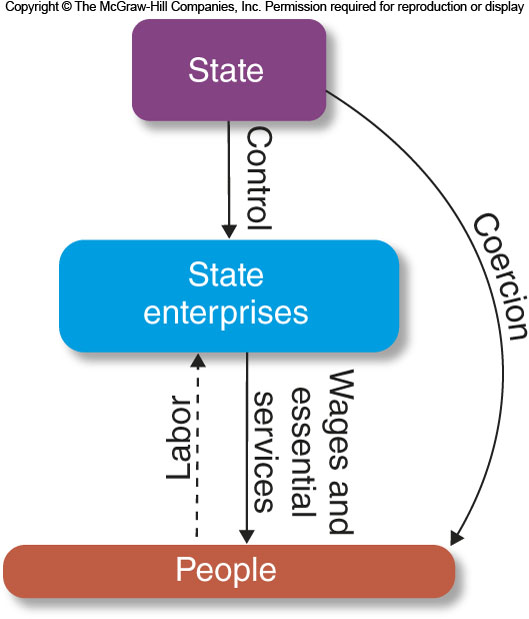 Copyright © The McGraw-Hill Companies, Inc. Permission required for reproduction or display
State
Control
Coercion
State
enterprises
Labor
Wages and
essential
services
People